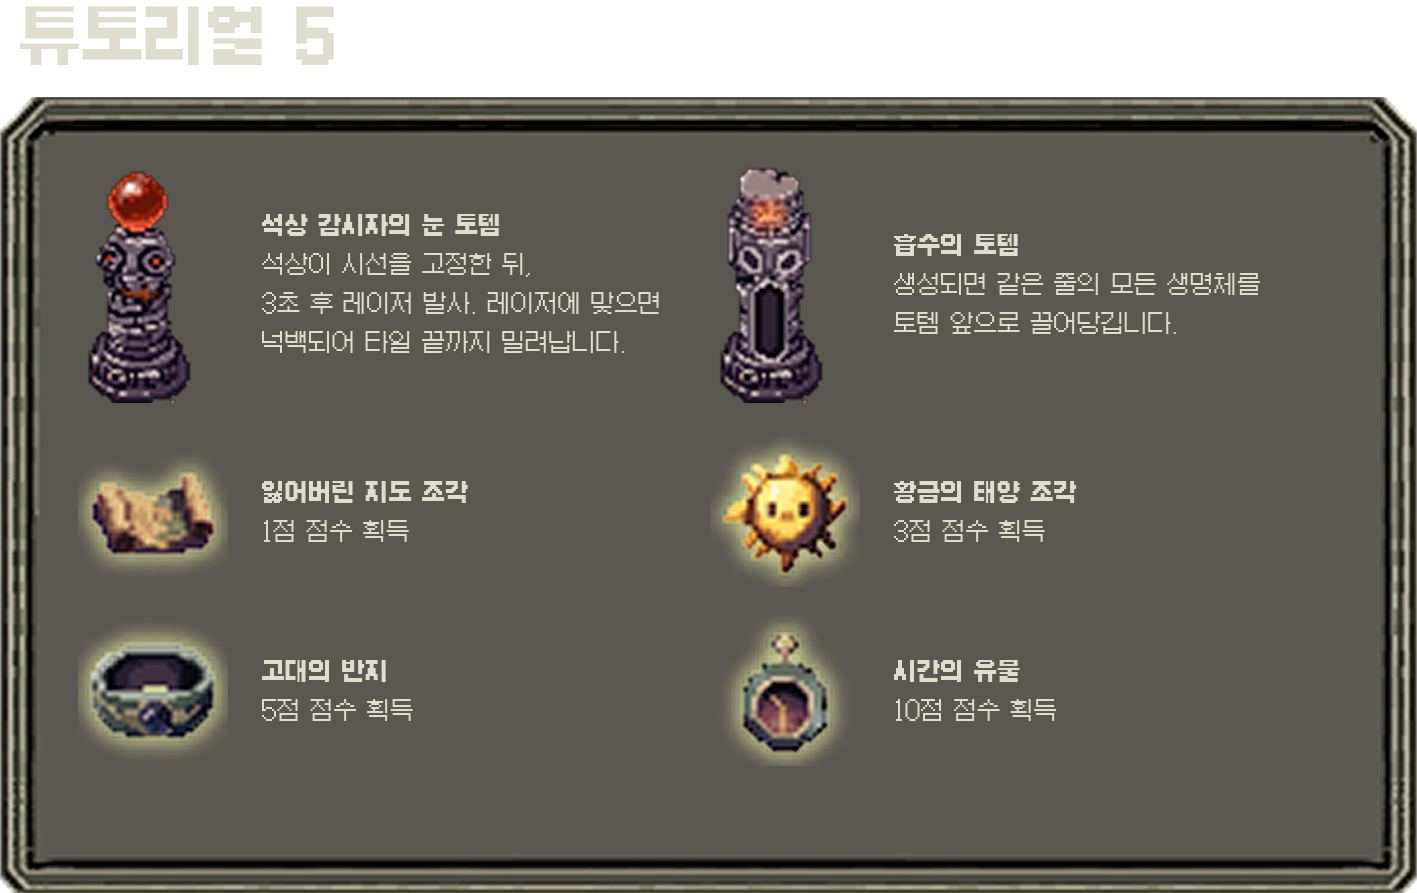 튜토리얼 5
석상 감시자의 눈 토템
석상이 시선을 고정한 뒤,
3초 후 레이저 발사. 레이저에 맞으면
넉백되어 타일 끝까지 밀려납니다.
흡수의 토템
생성되면 같은 줄의 모든 생명체를
토템 앞으로 끌어당깁니다.
잃어버린 지도 조각
1점 점수 획득
황금의 태양 조각
3점 점수 획득
고대의 반지
5점 점수 획득
시간의 유물
10점 점수 획득